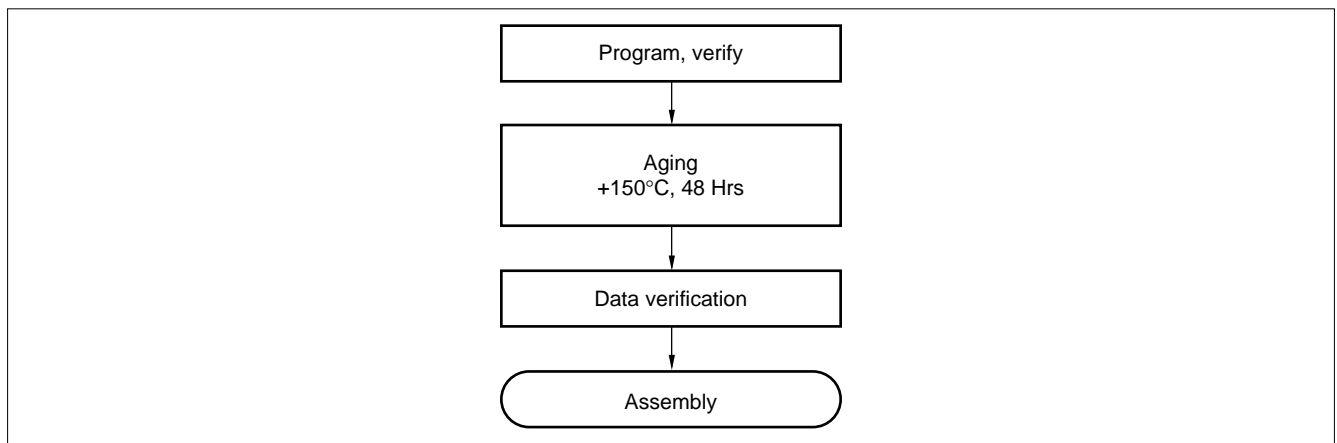 Program, verify
Aging
+150°C, 48 Hrs
Data verification
Assembly